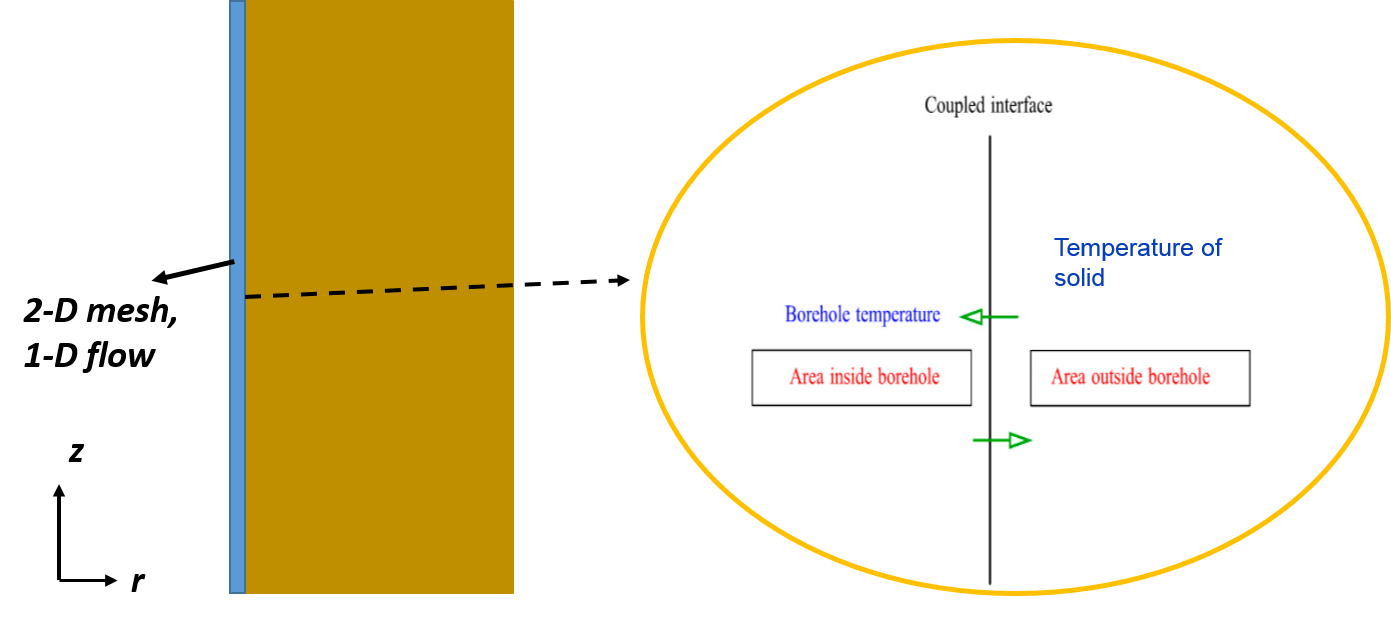 2-D mesh,
1-D flow
z
r
Coupled interface
Temperature of
solid
Borehole temperature
Area inside borehole
Area outside borehole